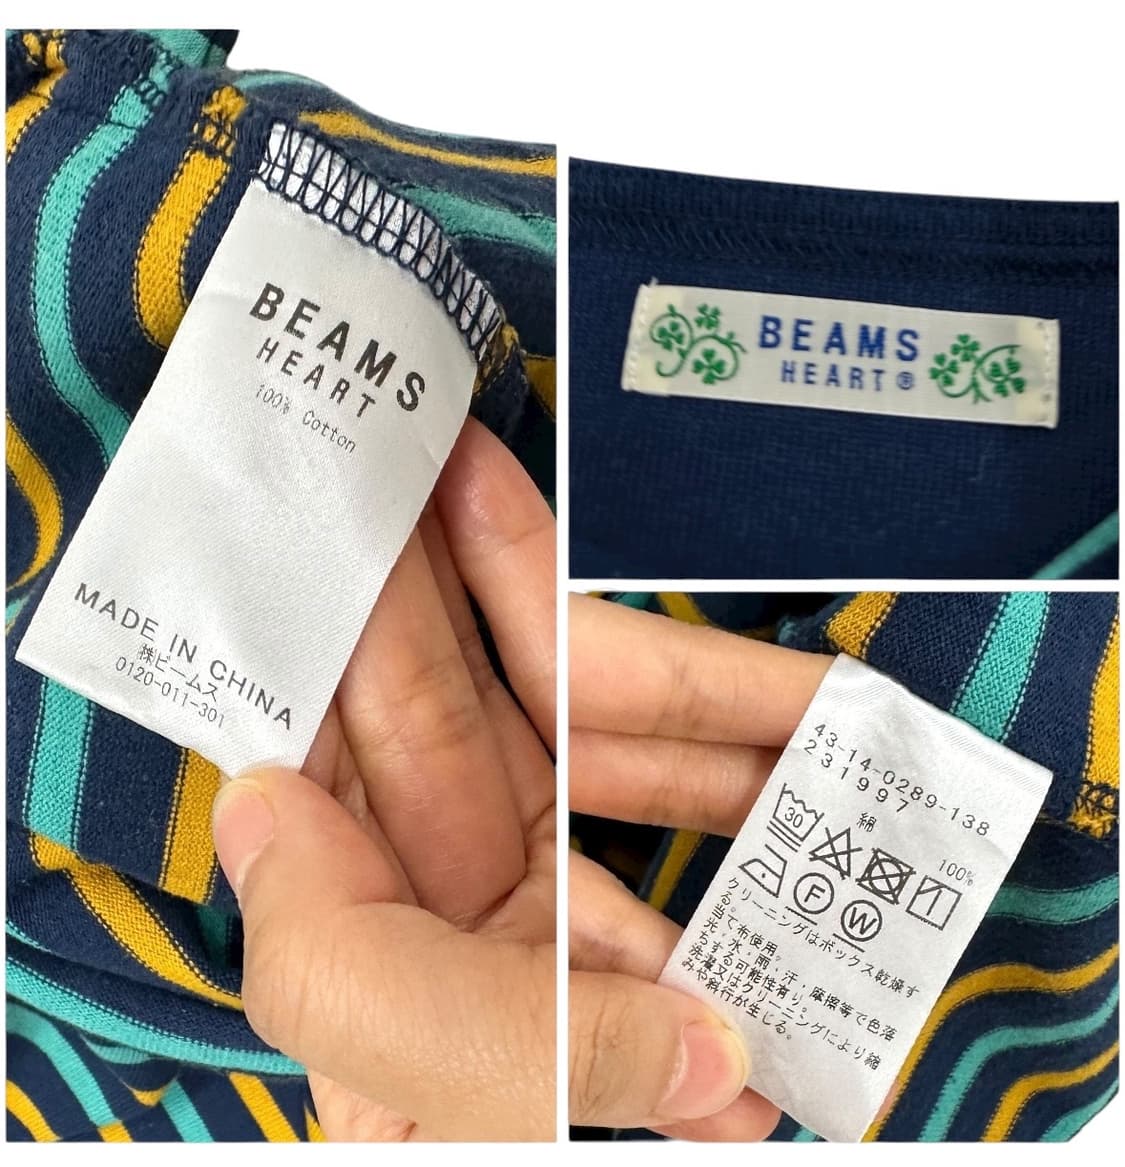 BEAMS
HEART
100% Cotton
MADE IN CHINA
㈱ビームス
0120-011-301
BEAMS
HEART®
43-14-0289-138
231997
綿
100%
30
F
W
クリーニングはボックス乾燥す
る。
当て布使用。
光・水・雨、汗、摩擦等で色落
ちする可能性有り。
洗濯又はクリーニングにより縮
みや斜行が生じる。